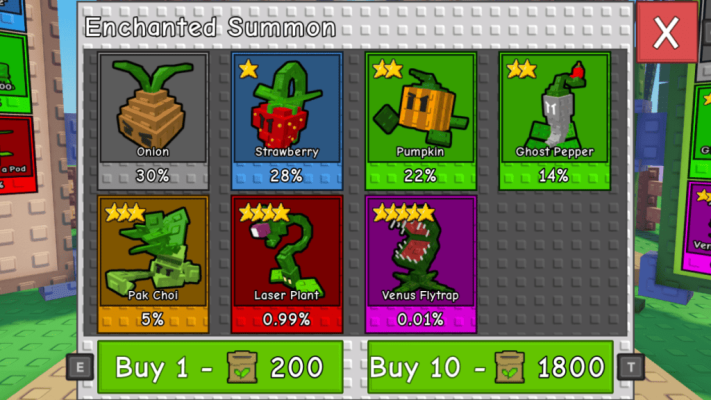 Enchanted Summon
X
Onion
30%
Strawberry
28%
Pumpkin
22%
Ghost Pepper
14%
Pak Choi
5%
Laser Plant
0.99%
Venus Flytrap
0.01%
E
Buy 1 - 200
Buy 10 - 1800
T
a Pod